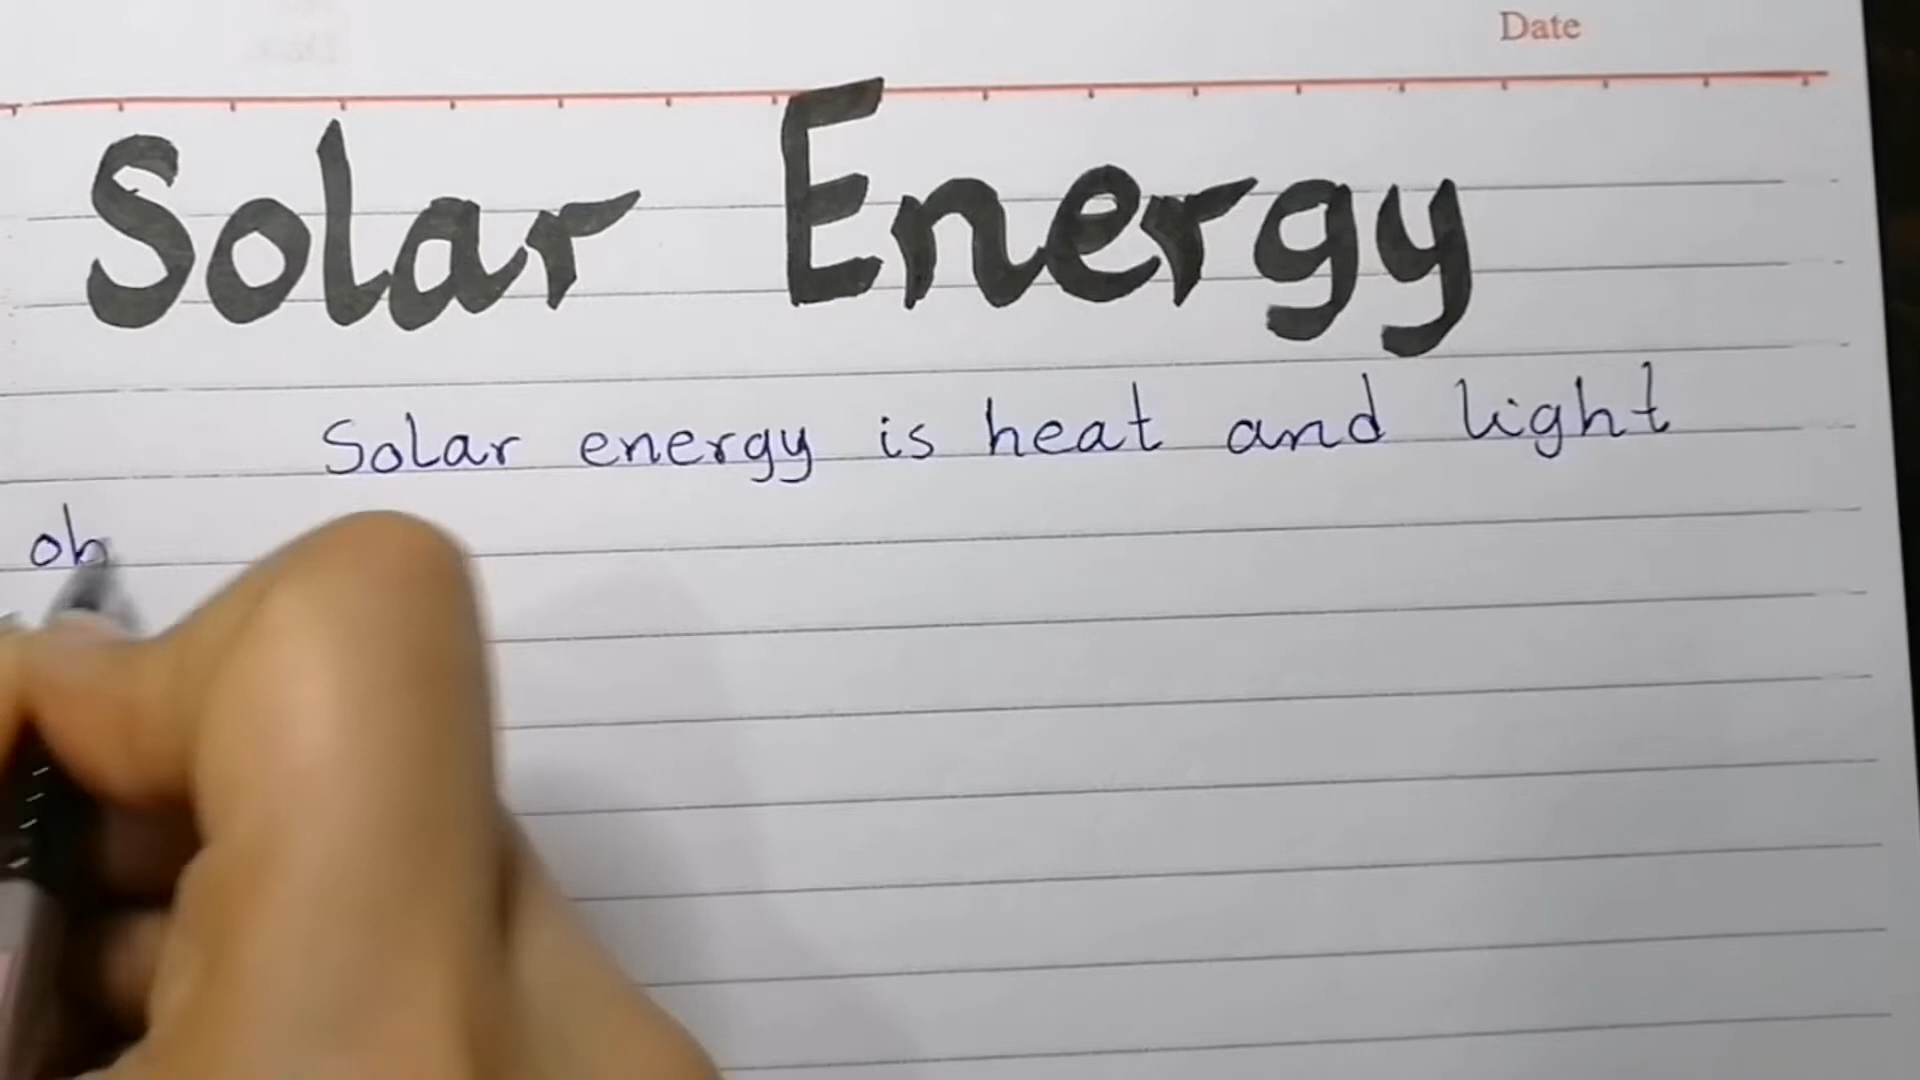 Date
Solar Energy
Solar energy is heat and light
ob